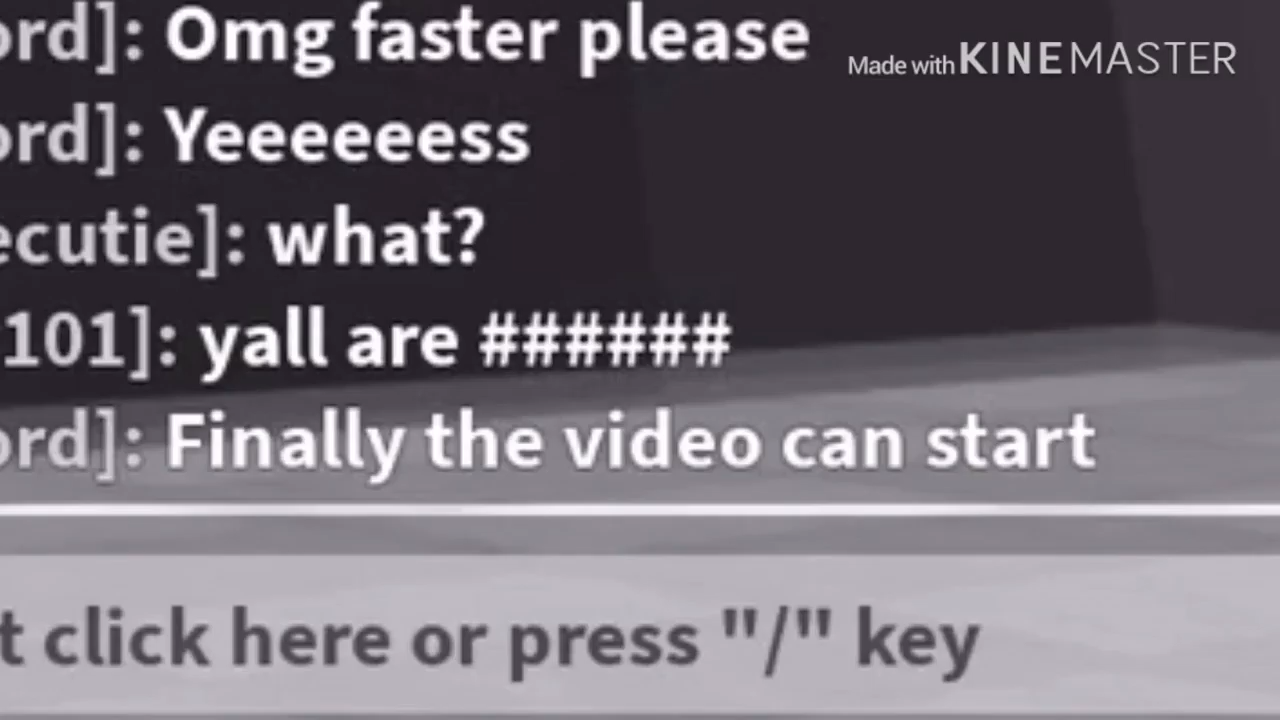 ord]: Omg faster please
Made with KINEMASTER
ord]: Yeeeeeess
ecutie]: what?
101]: yall are ######
ord]: Finally the video can start
t click here or press "/" key